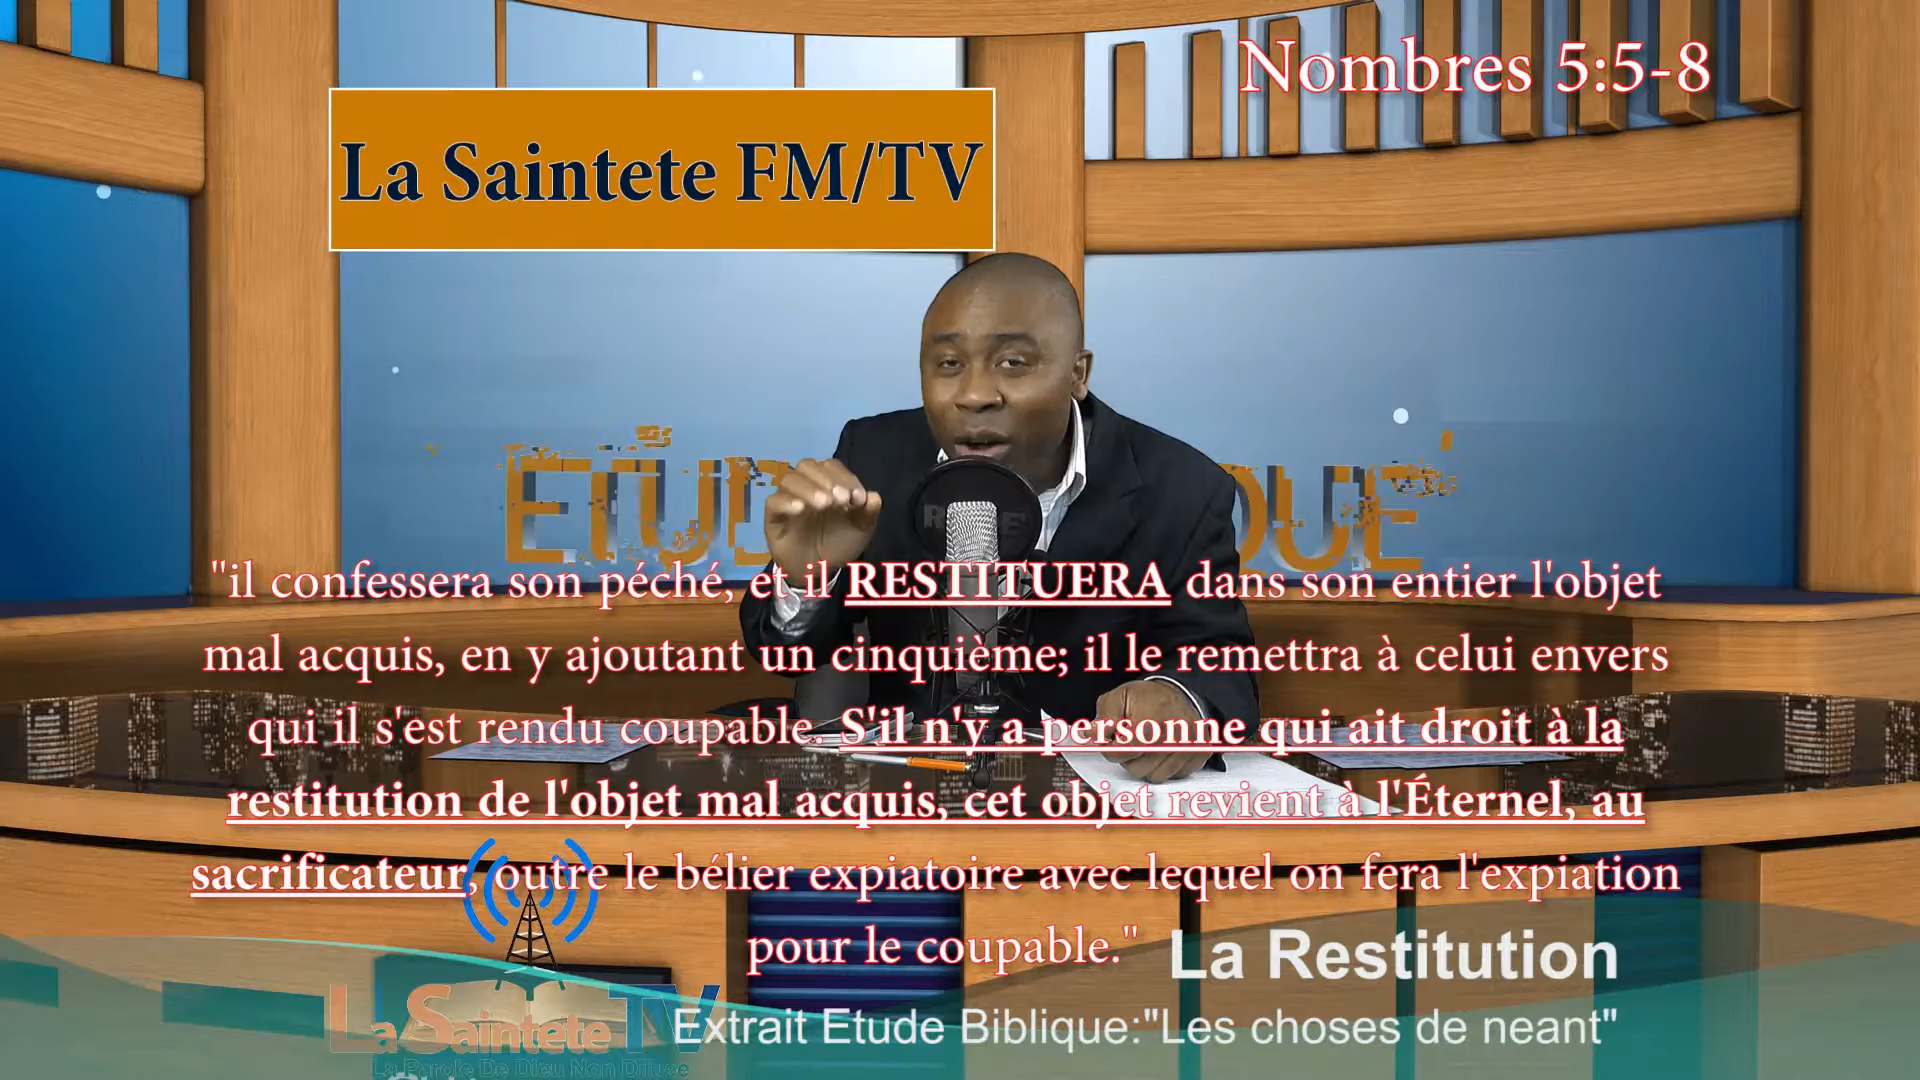 Nombres 5:5-8
La Saintete FM/TV
"il confessera son péché, et il RESTITUERA dans son entier l'objet
mal acquis, en y ajoutant un cinquième; il le remettra à celui envers
qui il s'est rendu coupable. S'il n'y a personne qui ait droit à la
restitution de l'objet mal acquis, cet objet revient à l'Éternel, au
sacrificateur, outre le bélier expiatoire avec lequel on fera l'expiation
pour le coupable."
La Restitution
Extrait Etude Biblique:"Les choses de neant"
La Saintete TV
La Parole De Dieu Non Diluee